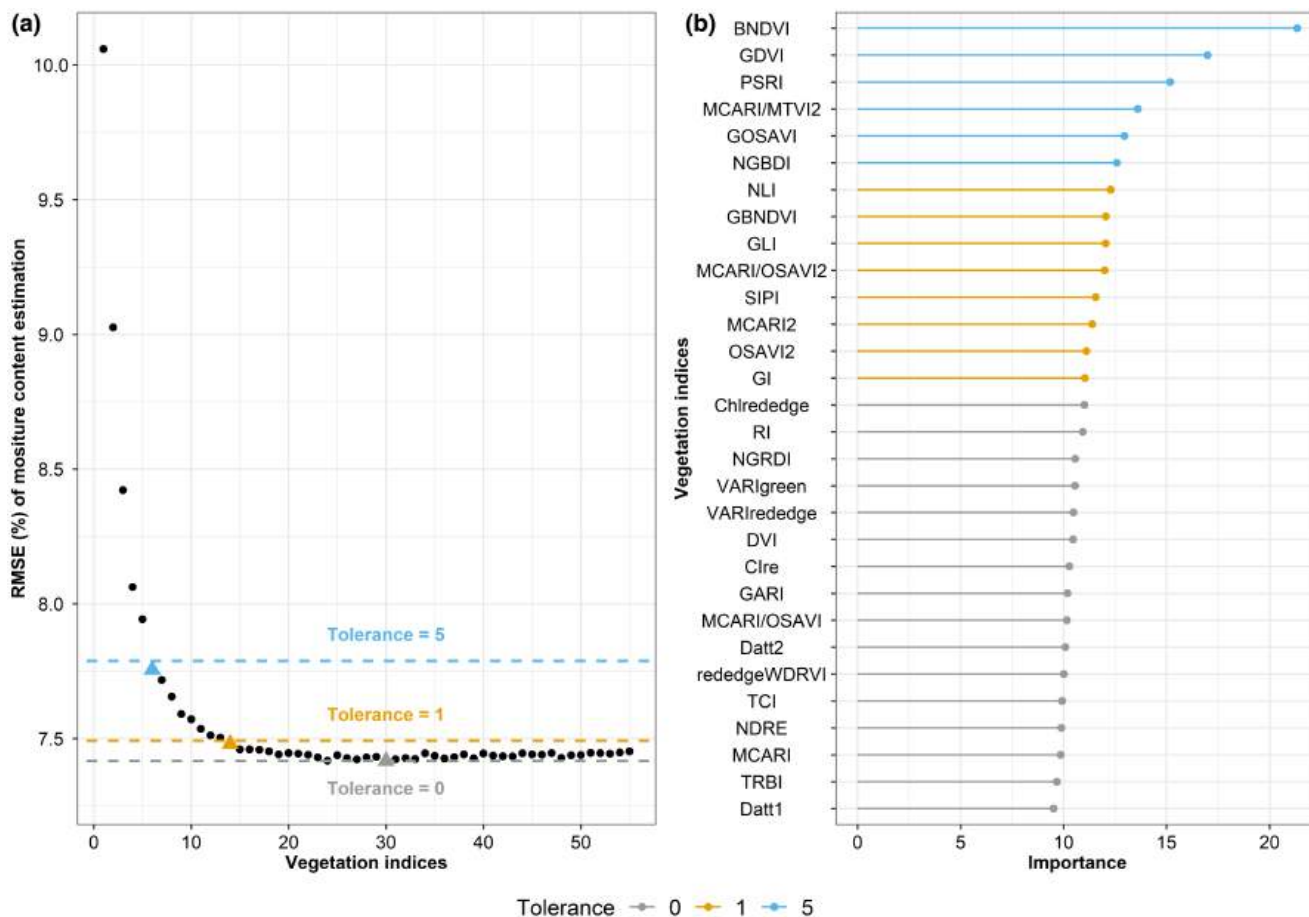 (a)
RMSE (%) of mositure content estimation
10.0
9.5
9.0
8.5
8.0
7.5
Tolerance = 5
Tolerance = 1
Tolerance = 0
0
10
20
30
40
50
Vegetation indices
(b)
Vegetation indices
BNDVI
GDVI
PSRI
MCARI/MTVI2
GOSAVI
NGBDI
NLI
GBNDVI
GLI
MCARI/OSAVI2
SIPI
MCARI2
OSAVI2
GI
Chlrededge
RI
NGRDI
VARIgreen
VARIrededge
DVI
CIre
GARI
MCARI/OSAVI
Datt2
rededgeWDRVI
TCI
NDRE
MCARI
TRBI
Datt1
0
5
10
15
20
Importance
Tolerance 0 1 5